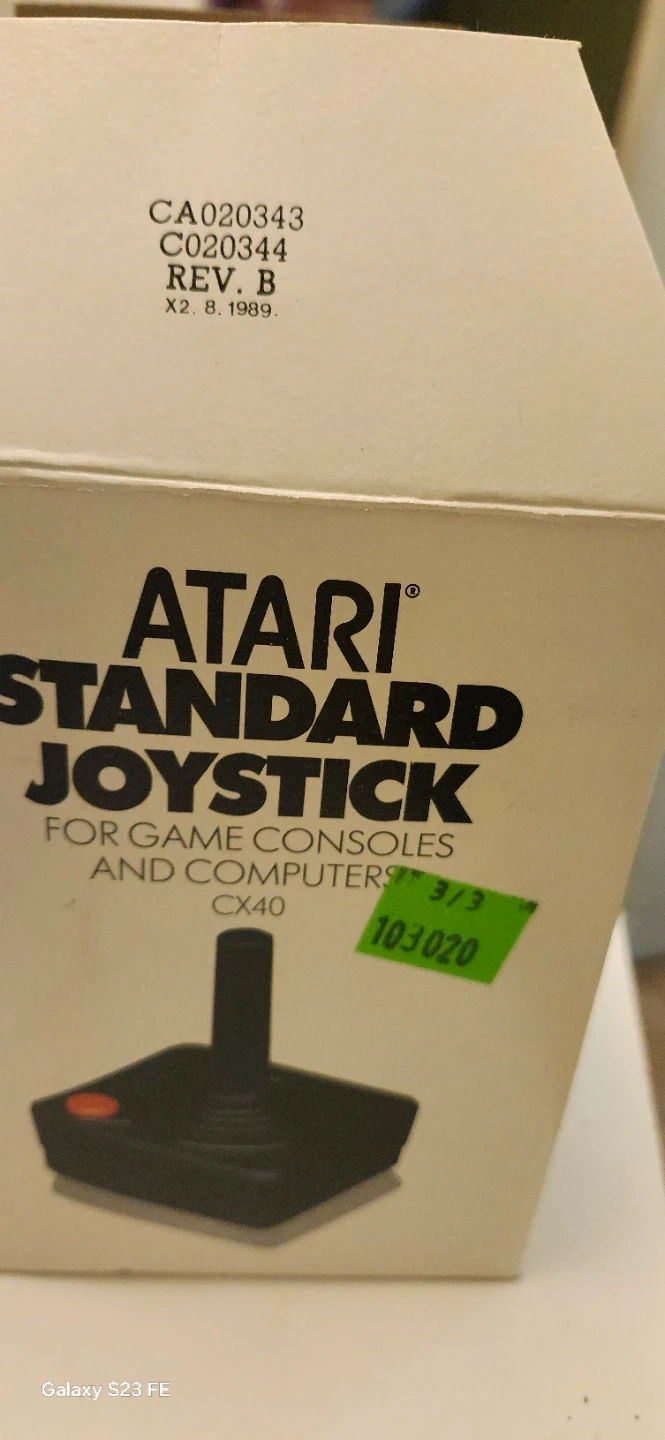 CA020343
C020344
REV. B
X2. 8. 1989.
ATARI®
STANDARD
JOYSTICK
FOR GAME CONSOLES
AND COMPUTERS
CX40
3/3
103020
Galaxy S23 FE